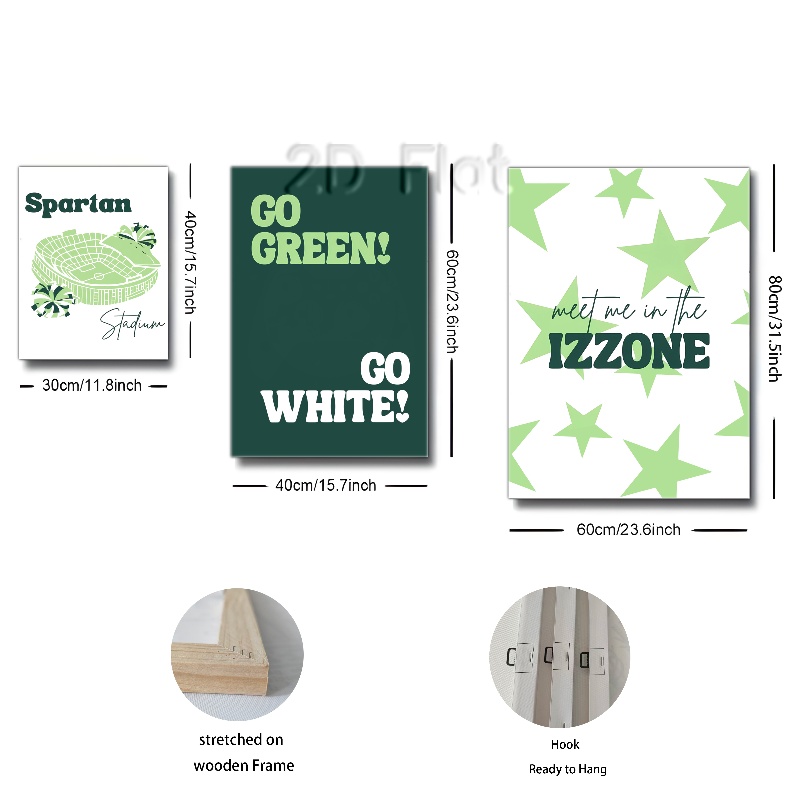 2D Flat
Spartan
Stadium
40cm/15.7inch
30cm/11.8inch
GO
GREEN!
GO
WHITE!
60cm/23.6inch
40cm/15.7inch
meet me in the
IZZONE
80cm/31.5inch
60cm/23.6inch
stretched on
wooden Frame
Hook
Ready to Hang